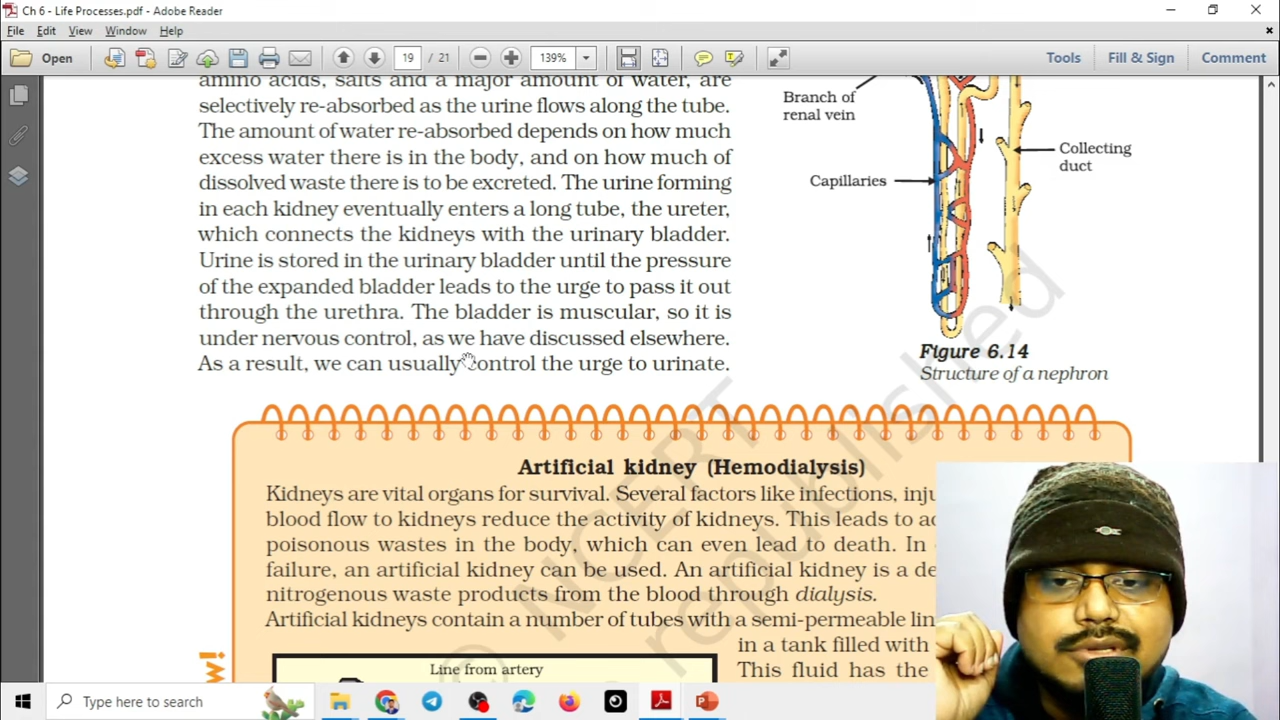 Ch 6 - Life Processes.pdf - Adobe Reader
File Edit View Window Help
Open 19 / 21 139% Tools Fill & Sign Comment
amino acids, salts and a major amount of water, are
selectively re-absorbed as the urine flows along the tube.
The amount of water re-absorbed depends on how much
excess water there is in the body, and on how much of
dissolved waste there is to be excreted. The urine forming
in each kidney eventually enters a long tube, the ureter,
which connects the kidneys with the urinary bladder.
Urine is stored in the urinary bladder until the pressure
of the expanded bladder leads to the urge to pass it out
through the urethra. The bladder is muscular, so it is
under nervous control, as we have discussed elsewhere.
As a result, we can usually control the urge to urinate.
Branch of
renal vein
Capillaries
Collecting
duct
Figure 6.14
Structure of a nephron
Artificial kidney (Hemodialysis)
Kidneys are vital organs for survival. Several factors like infections,
blood flow to kidneys reduce the activity of kidneys. This leads to
poisonous wastes in the body, which can even lead to death. In
failure, an artificial kidney can be used. An artificial kidney is a
nitrogenous waste products from the blood through dialysis.
Artificial kidneys contain a number of tubes with a semi-permeable
in a tank filled with
This fluid has the
Line from artery
© NCERT
republished
Type here to search